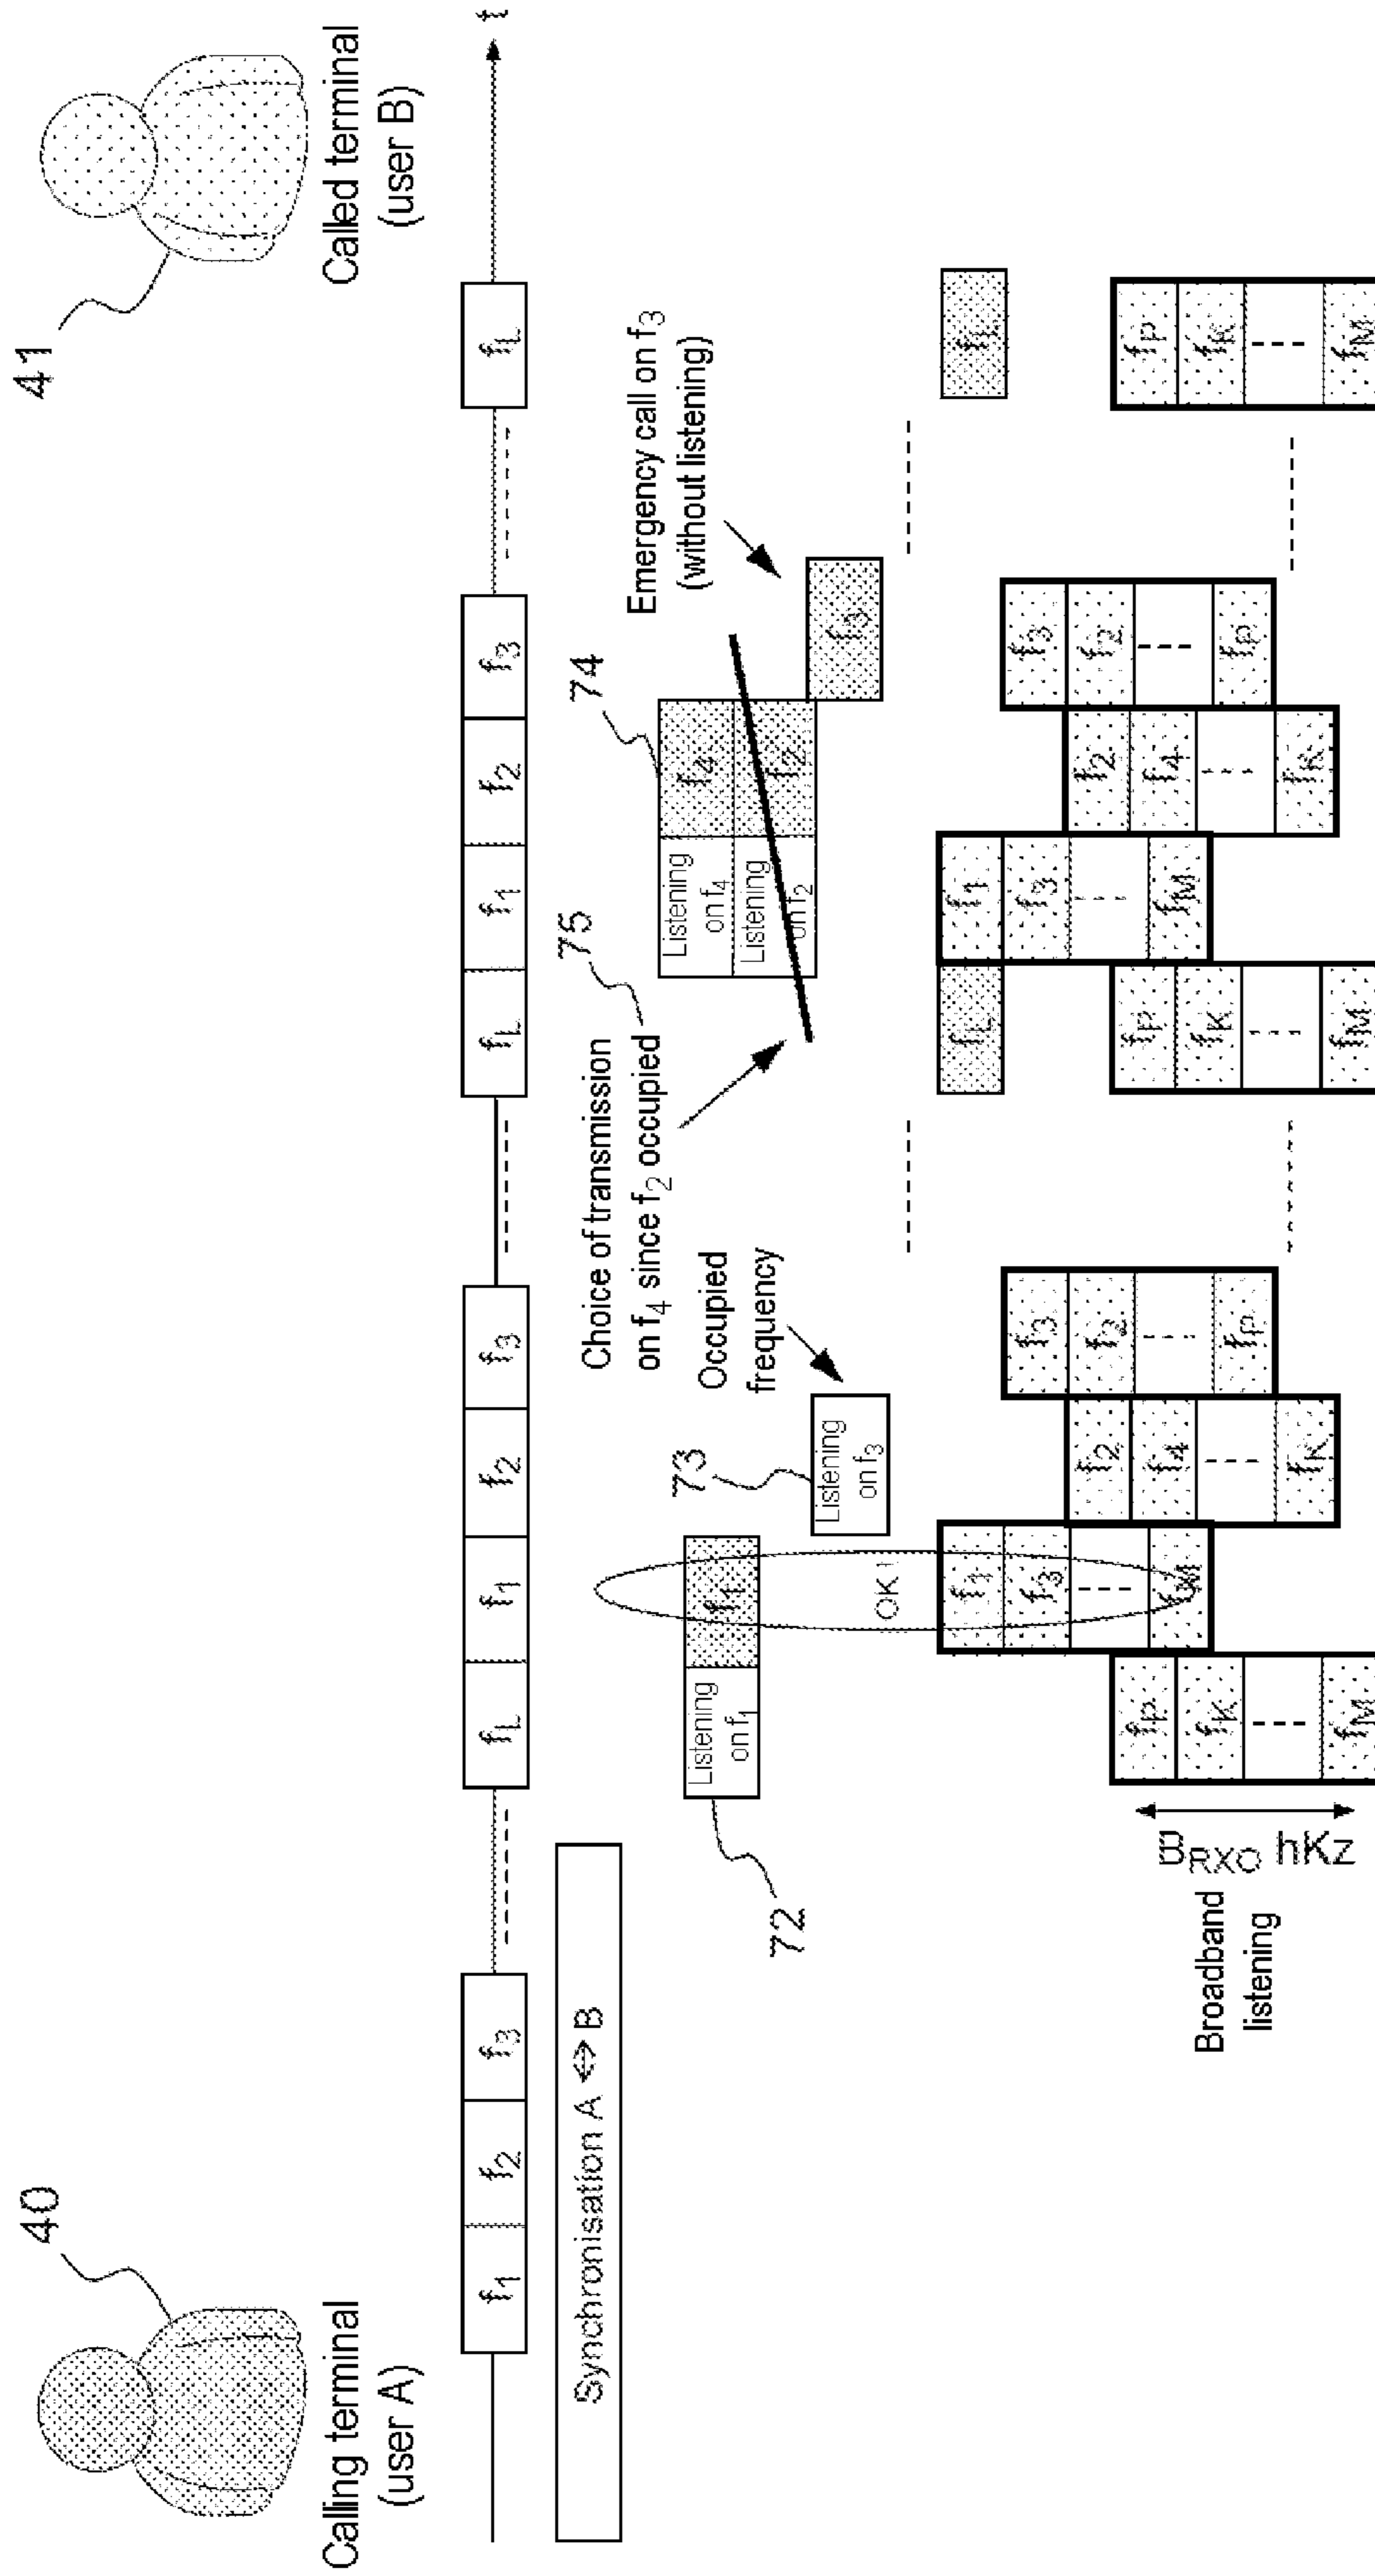 40
Calling terminal
(user A)
41
Called terminal
(user B)
f1 f2 f3 fL f1 f2 f3 fL f1 f2 f3 fL t
Synchronisation A ⇔ B
72
Listening
on f1
f1
OK !
73
Listening
on f3
Occupied
frequency
Choice of transmission
on f4 since f2 occupied
75
74
Listening
on f4
f4
Listening
on f2
f2
Emergency call on f3
(without listening)
f3
fL
fL
Broadband
listening
BRXO hKz
fP
fK
fM
f1
f3
fM
f2
f4
fK
f3
f2
fP
fP
fK
fM
f1
f3
fM
f2
f4
fK
f3
f2
fP
fP
fK
fM